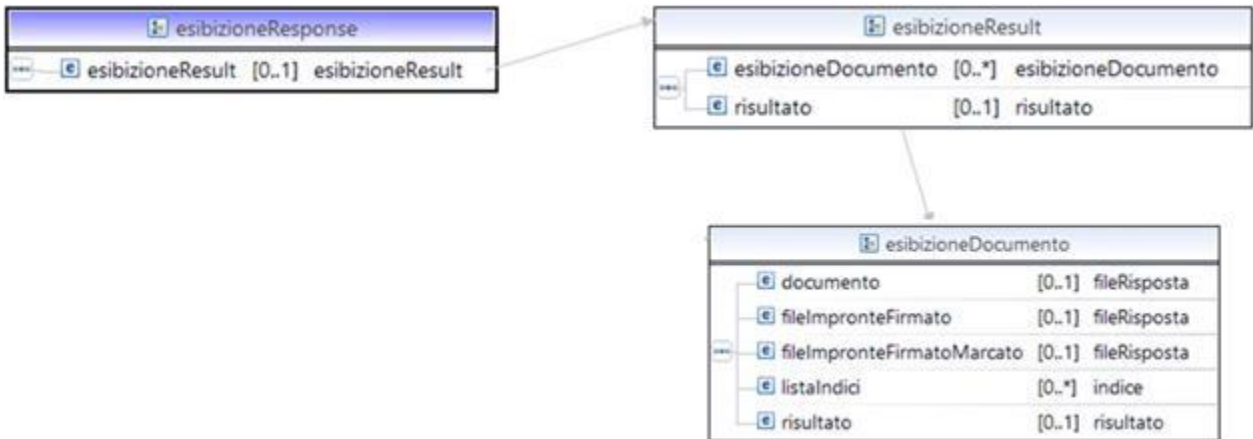 esibizioneResponse
esibizioneResult [0..1] esibizioneResult
esibizioneResult
esibizioneDocumento [0..*] esibizioneDocumento
risultato [0..1] risultato
esibizioneDocumento
documento [0..1] fileRisposta
fileImpronteFirmato [0..1] fileRisposta
fileImpronteFirmatoMarcato [0..1] fileRisposta
listaIndici [0..*] indice
risultato [0..1] risultato